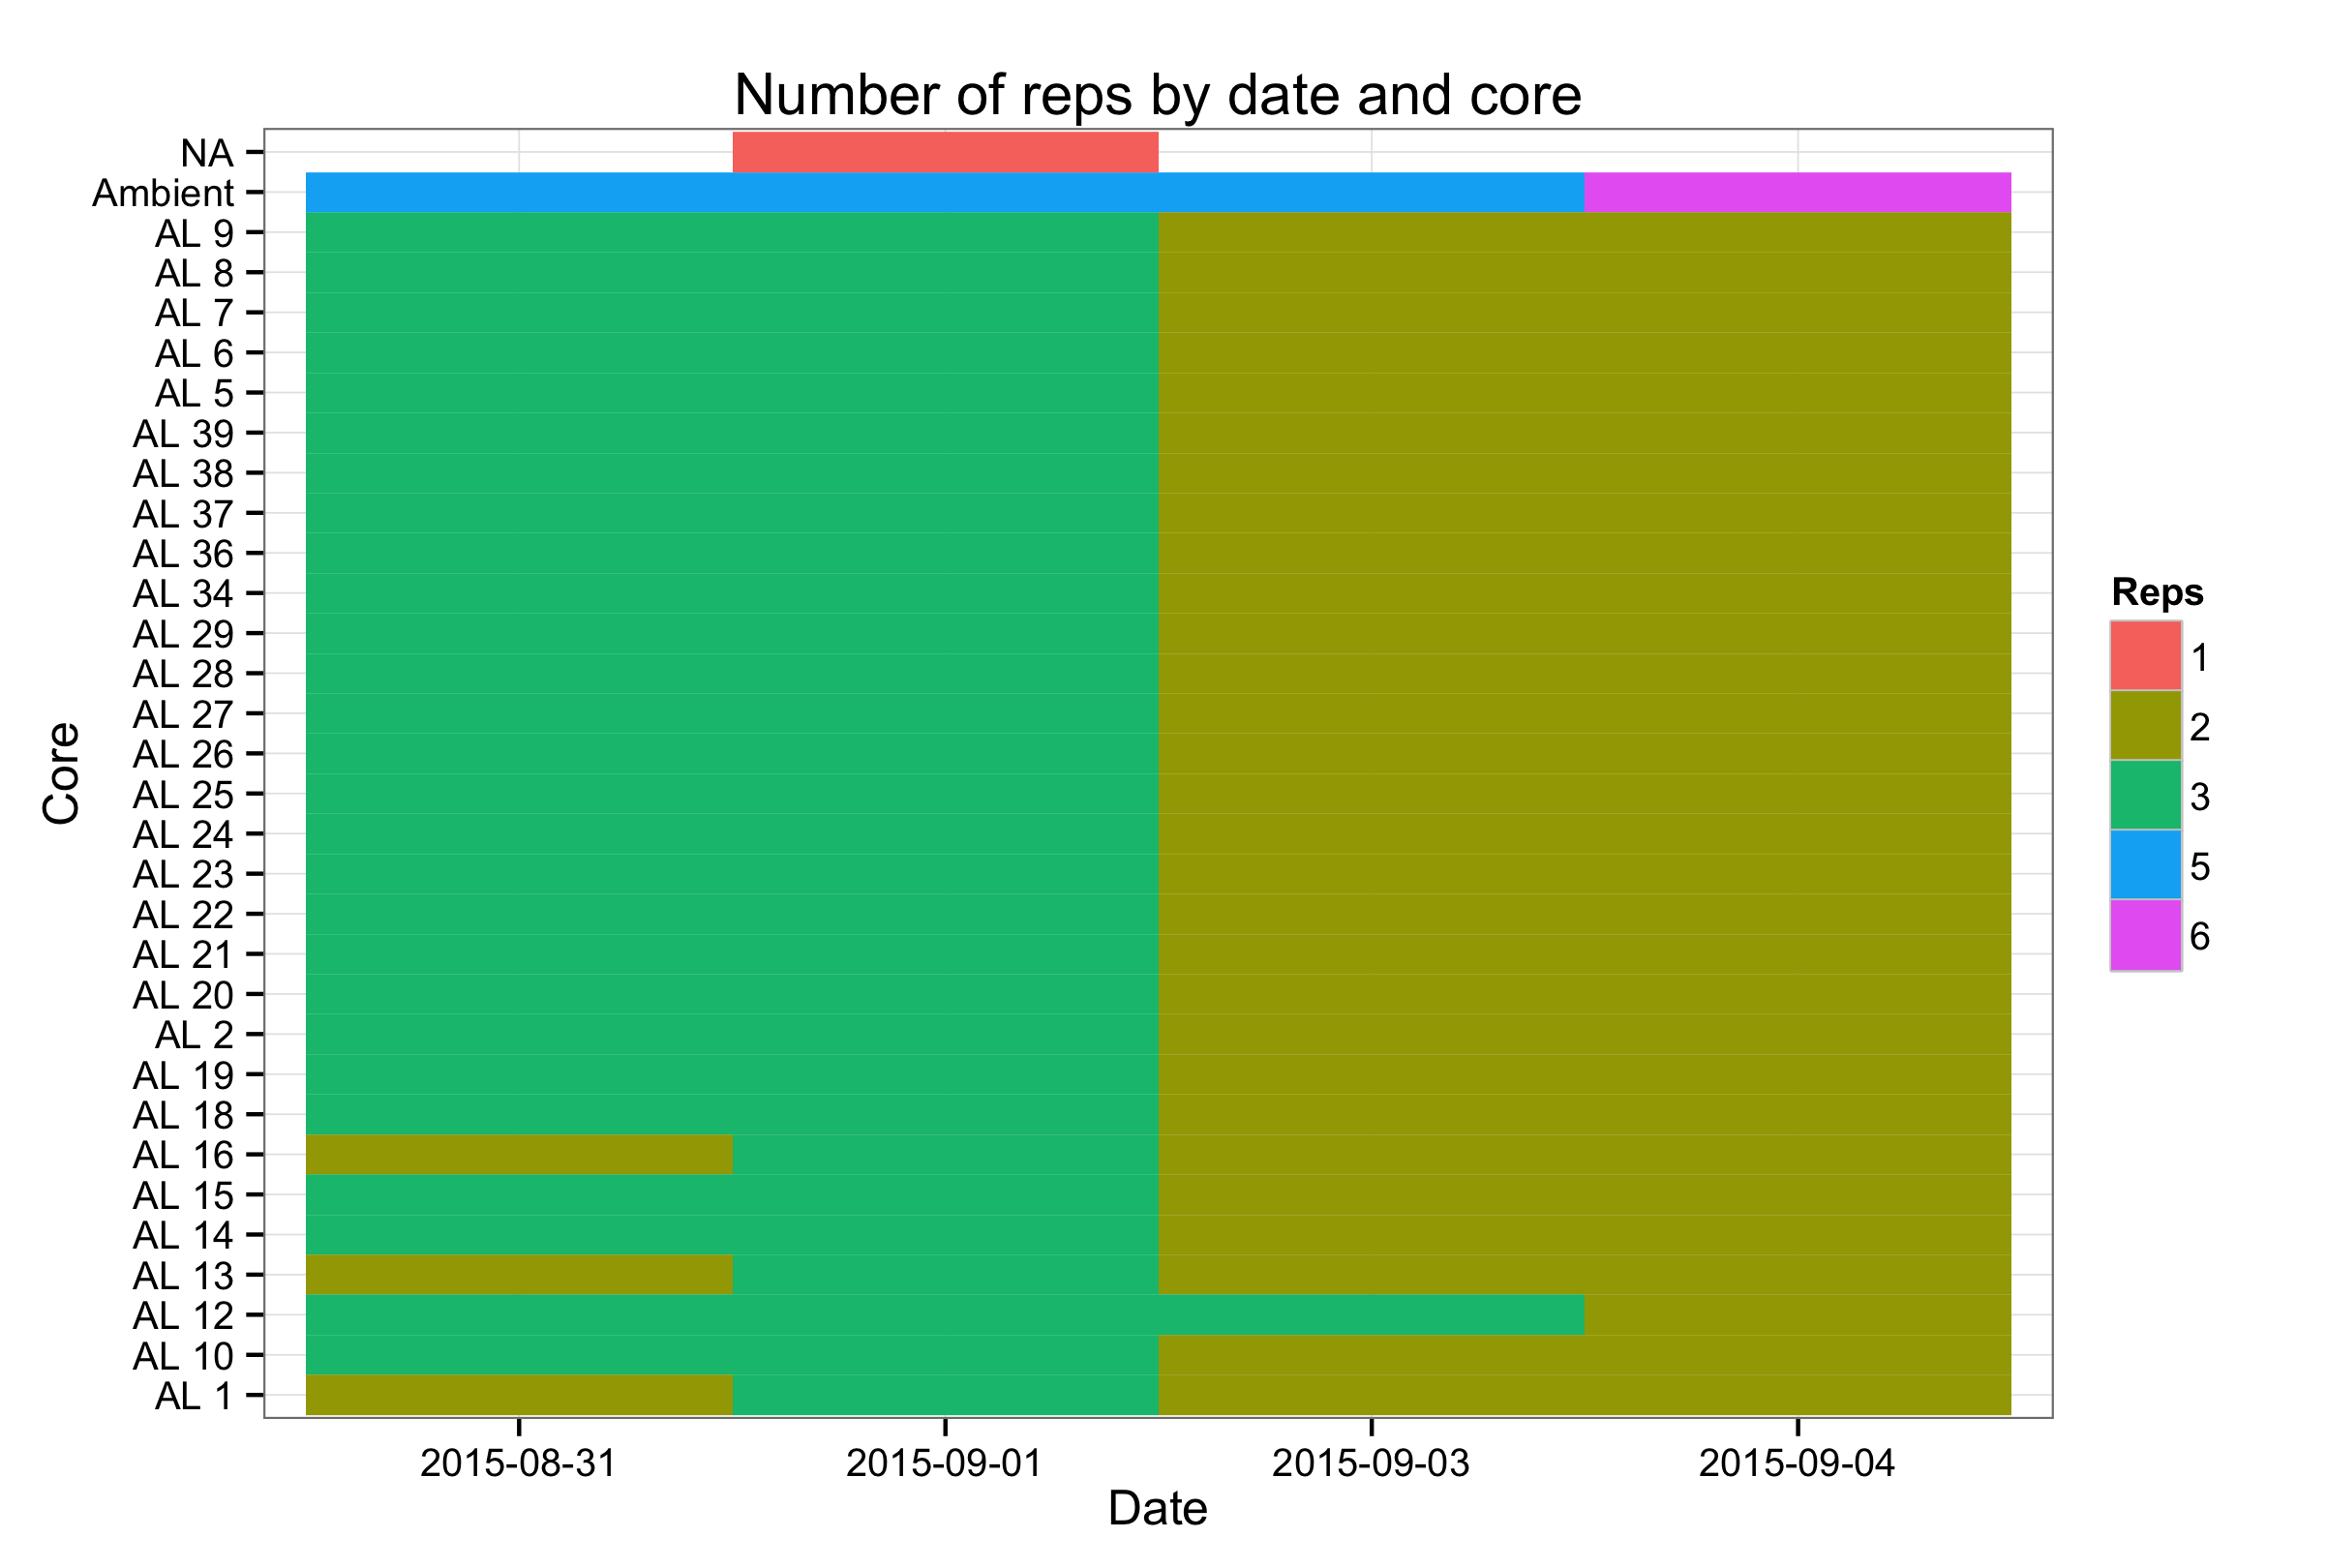 Number of reps by date and core
NA
Ambient
AL 9
AL 8
AL 7
AL 6
AL 5
AL 39
AL 38
AL 37
AL 36
AL 34
AL 29
AL 28
AL 27
AL 26
AL 25
AL 24
AL 23
AL 22
AL 21
AL 20
AL 2
AL 19
AL 18
AL 16
AL 15
AL 14
AL 13
AL 12
AL 10
AL 1
Core
2015-08-31 2015-09-01 2015-09-03 2015-09-04
Date
Reps
1
2
3
5
6